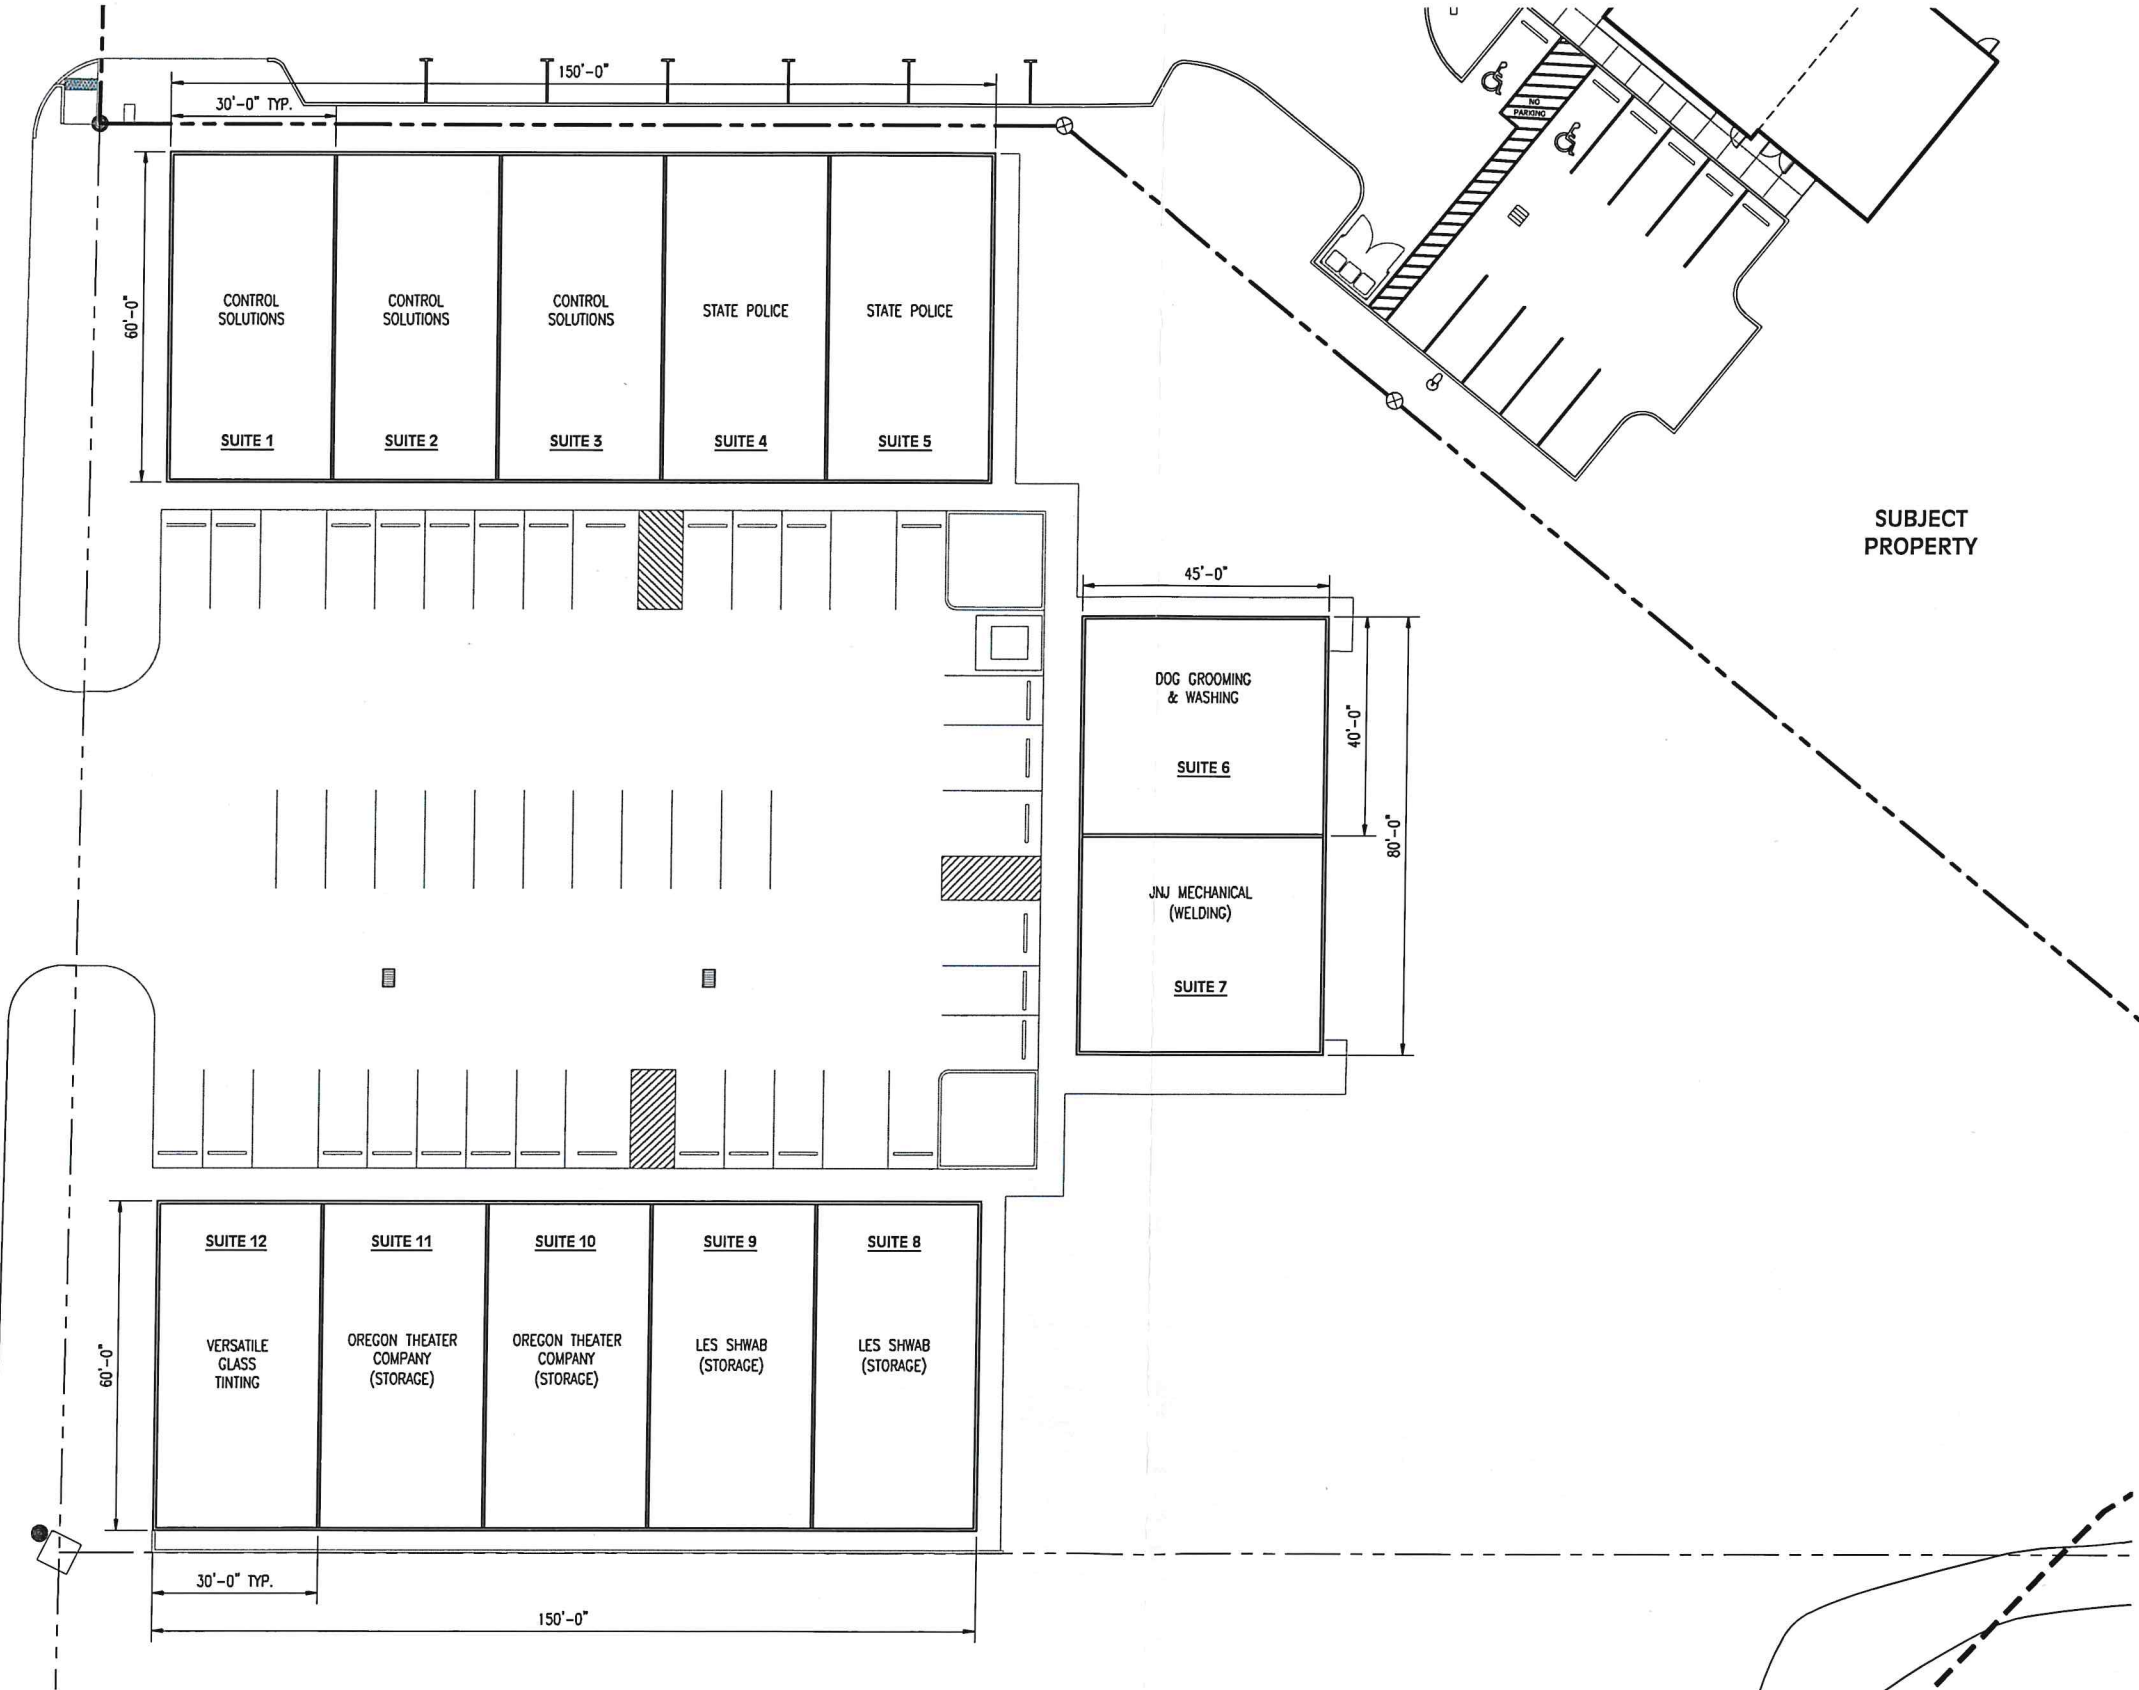 150'-0"
30'-0" TYP.
NO
PARKING
60'-0"
CONTROL
SOLUTIONS
SUITE 1
CONTROL
SOLUTIONS
SUITE 2
CONTROL
SOLUTIONS
SUITE 3
STATE POLICE
SUITE 4
STATE POLICE
SUITE 5
SUBJECT
PROPERTY
45'-0"
DOG GROOMING
& WASHING
SUITE 6
40'-0"
80'-0"
JNJ MECHANICAL
(WELDING)
SUITE 7
60'-0"
SUITE 12
VERSATILE
GLASS
TINTING
SUITE 11
OREGON THEATER
COMPANY
(STORAGE)
SUITE 10
OREGON THEATER
COMPANY
(STORAGE)
SUITE 9
LES SHWAB
(STORAGE)
SUITE 8
LES SHWAB
(STORAGE)
30'-0" TYP.
150'-0"